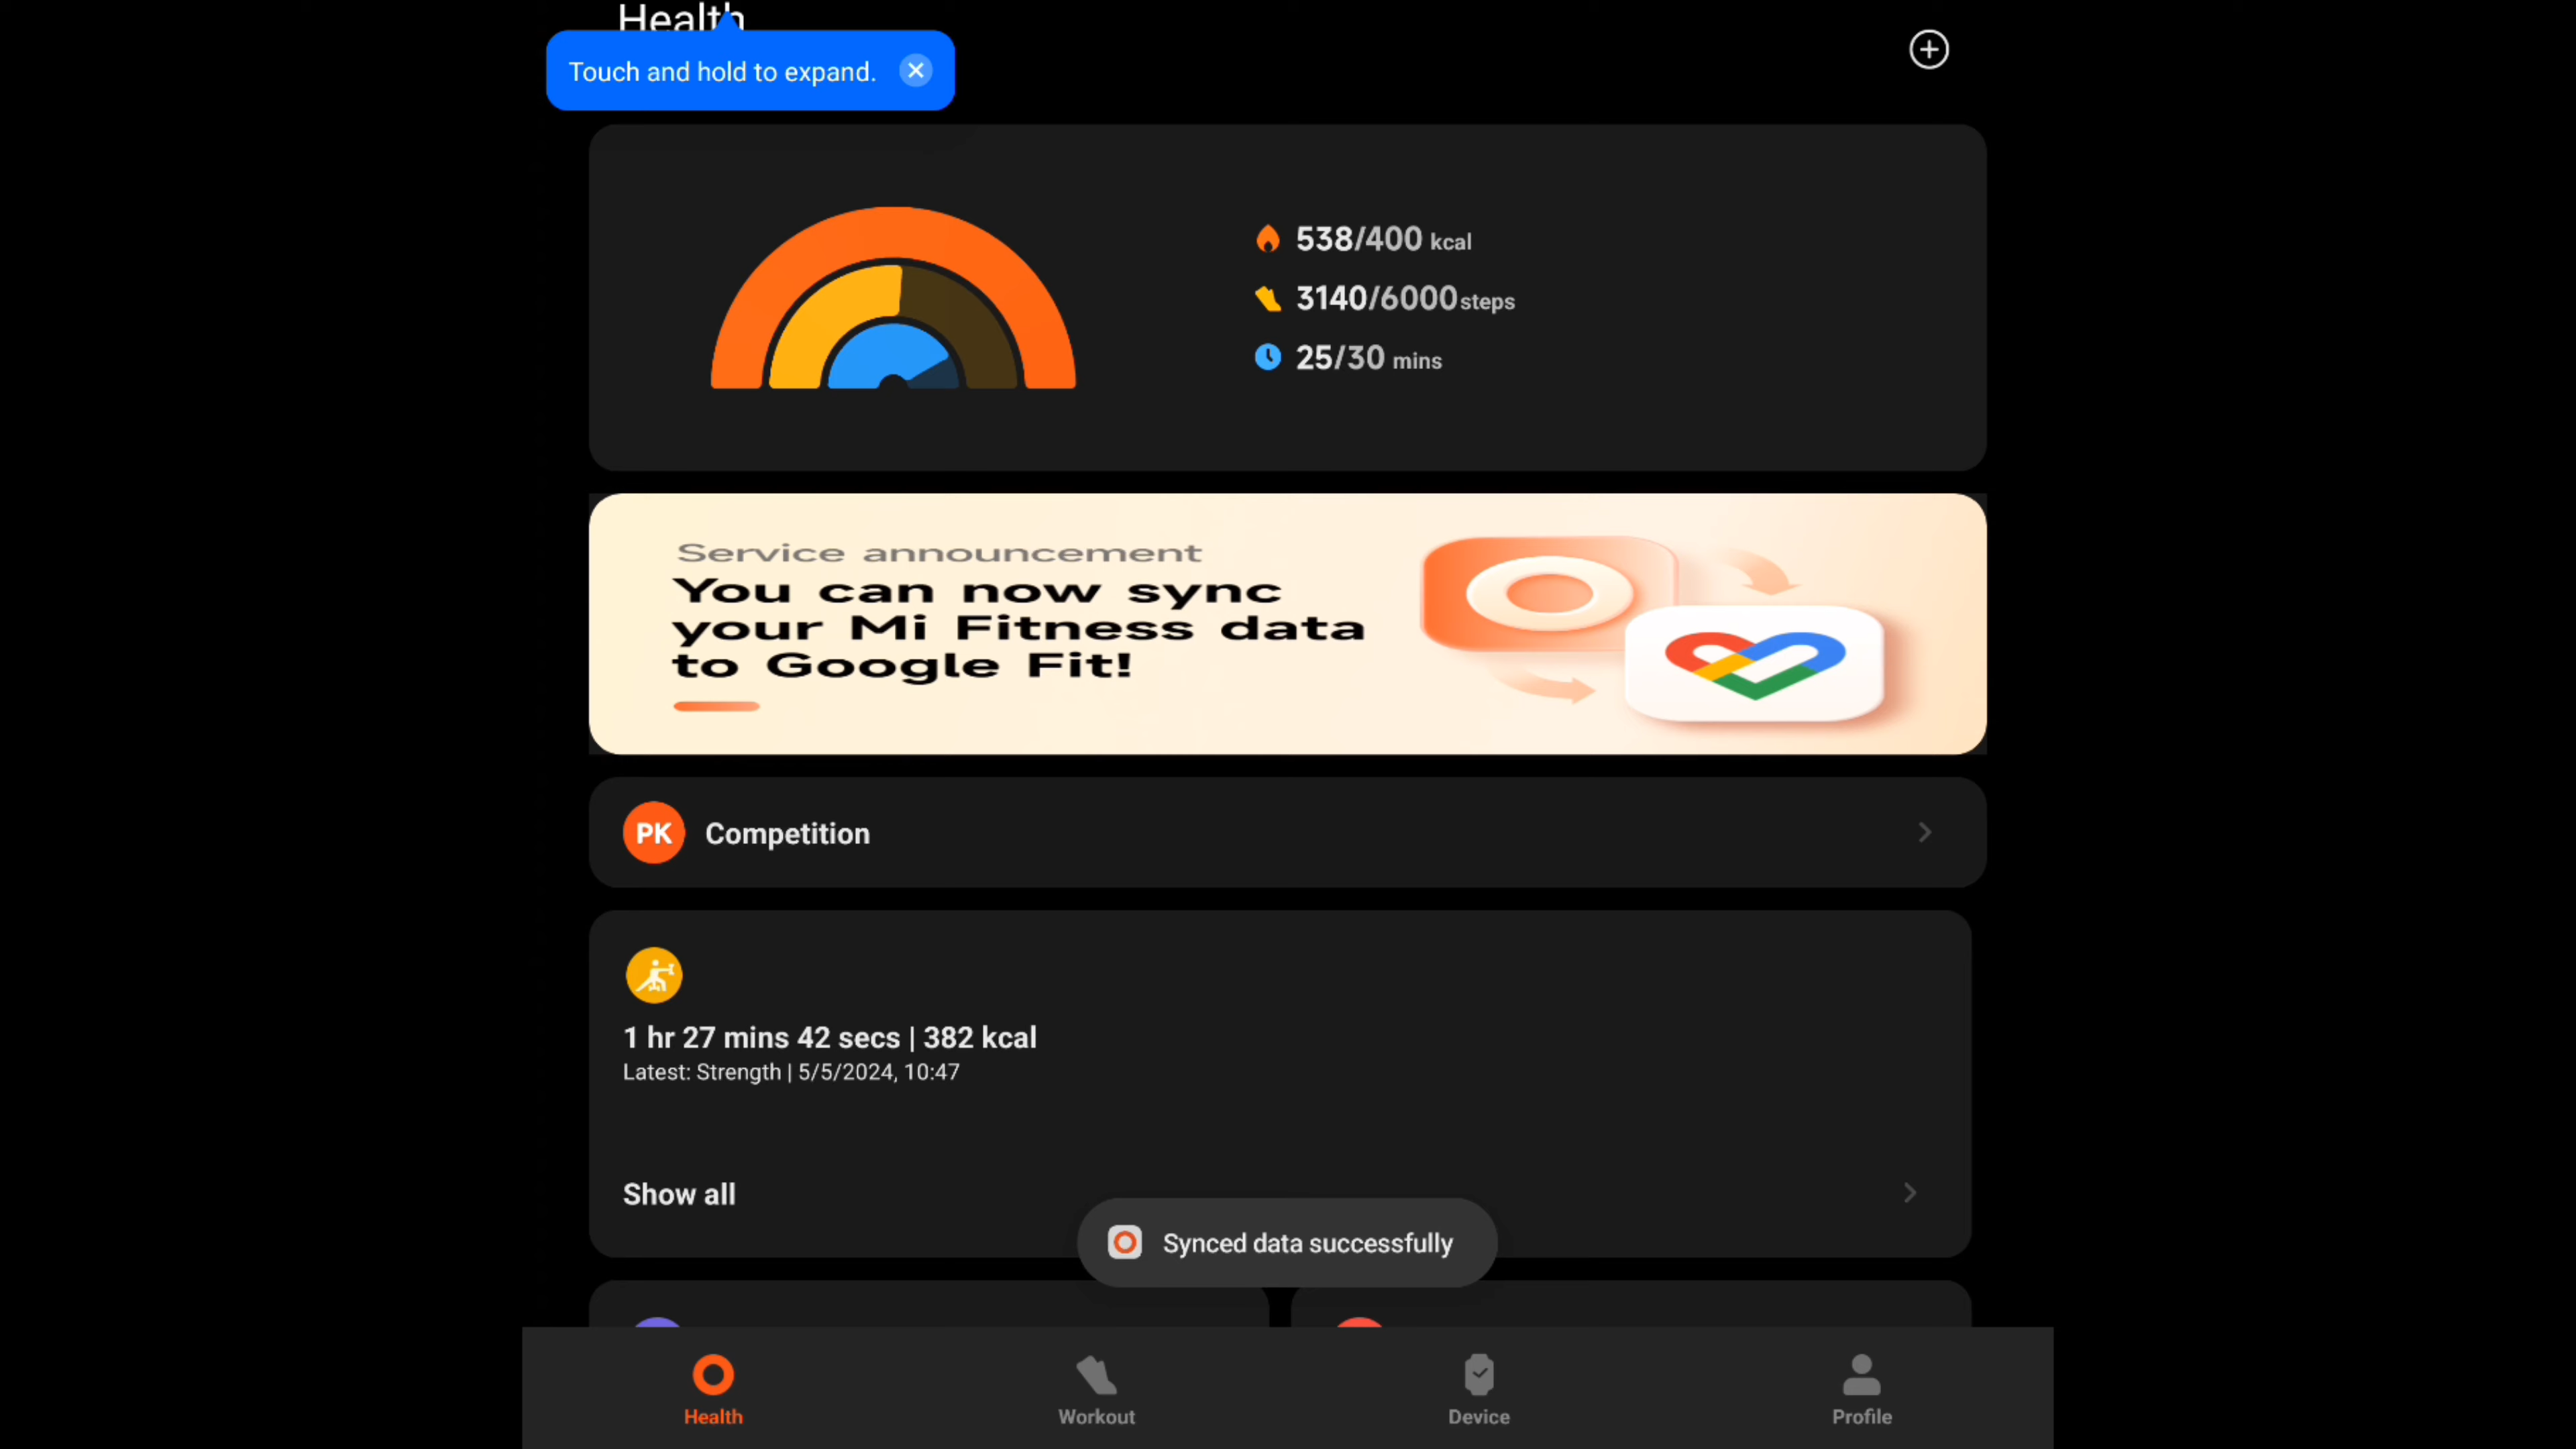 Health
Touch and hold to expand.
538/400 kcal
3140/6000 steps
25/30 mins
Service announcement
You can now sync
your Mi Fitness data
to Google Fit!
PK Competition
1 hr 27 mins 42 secs | 382 kcal
Latest: Strength | 5/5/2024, 10:47
Show all
Synced data successfully
Health Workout Device Profile